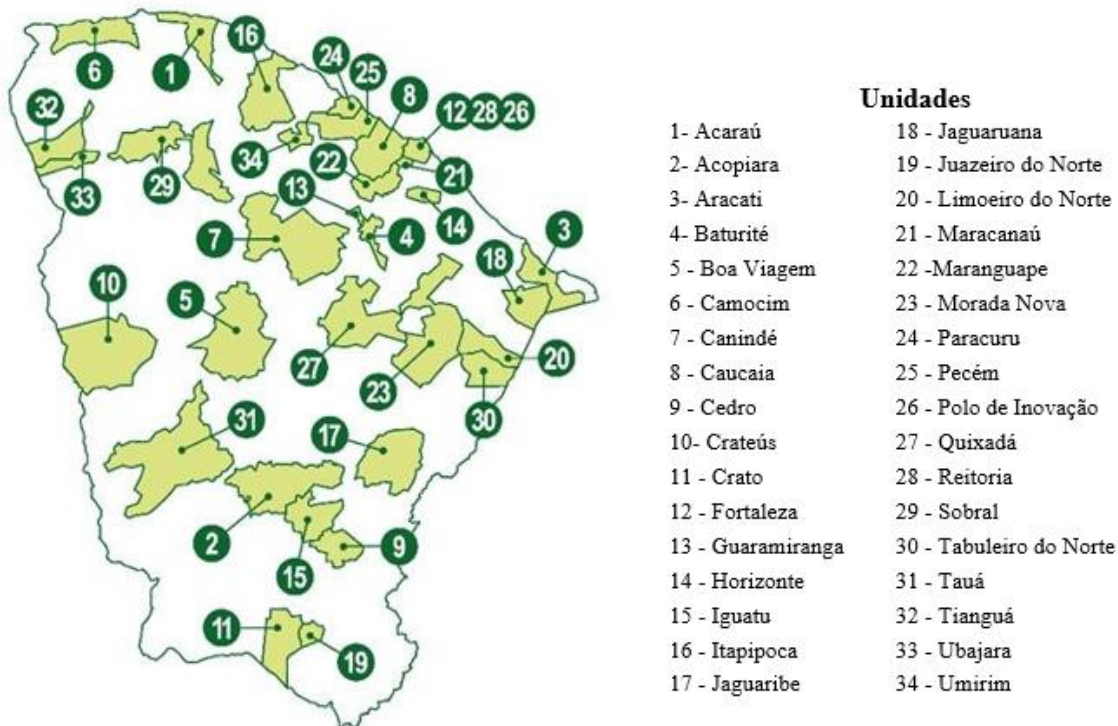 16
24
25
8
12 28 26
6
1
32
34
29
22
21
33
13
14
7
4
3
18
10
5
27
20
23
30
31
17
2
9
15
11
19
Unidades
1- Acaraú
2- Acopiara
3- Aracati
4- Baturité
5 - Boa Viagem
6 - Camocim
7 - Canindé
8 - Caucaia
9 - Cedro
10- Crateús
11 - Crato
12 - Fortaleza
13 - Guaramiranga
14 - Horizonte
15 - Iguatu
16 - Itapipoca
17 - Jaguaribe
18 - Jaguaruana
19 - Juazeiro do Norte
20 - Limoeiro do Norte
21 - Maracanaú
22 -Maranguape
23 - Morada Nova
24 - Paracuru
25 - Pecém
26 - Polo de Inovação
27 - Quixadá
28 - Reitoria
29 - Sobral
30 - Tabuleiro do Norte
31 - Tauá
32 - Tianguá
33 - Ubajara
34 - Umirim